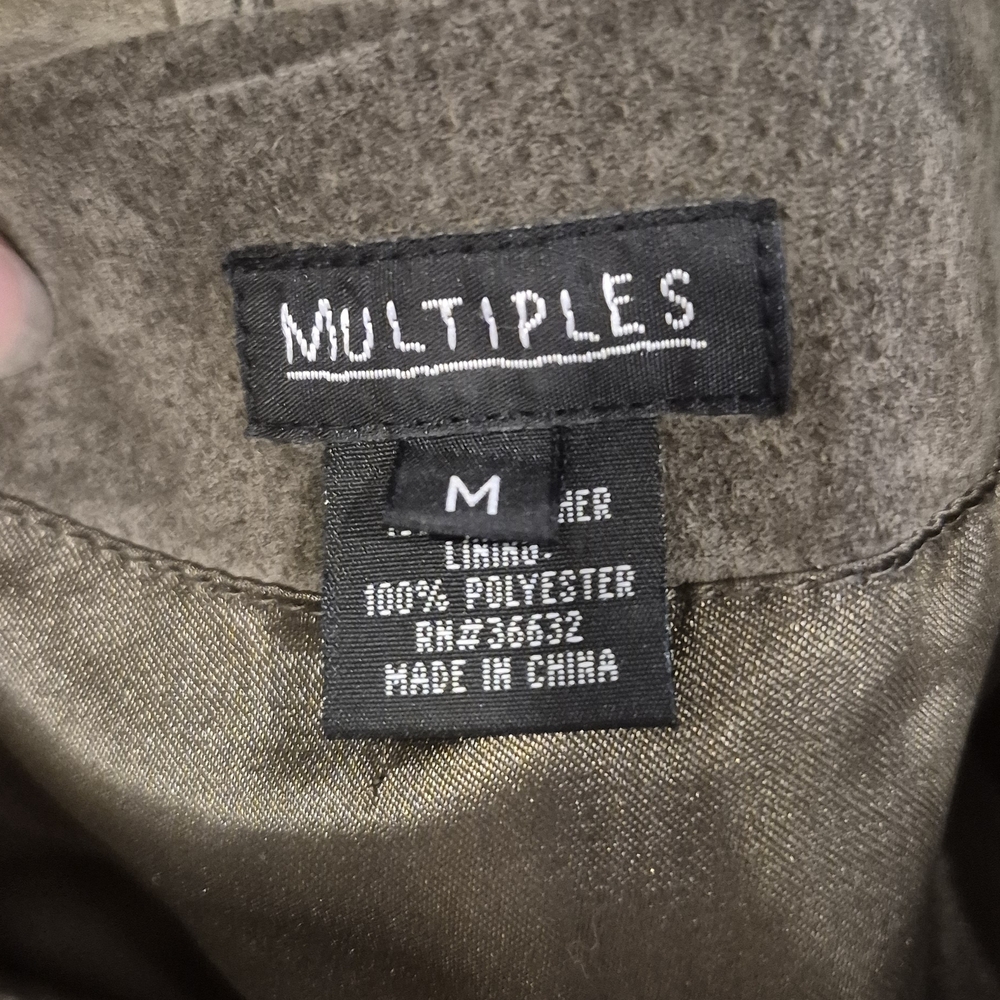 MULTIPLES
M
LINING:
100% POLYESTER
RN#36632
MADE IN CHINA